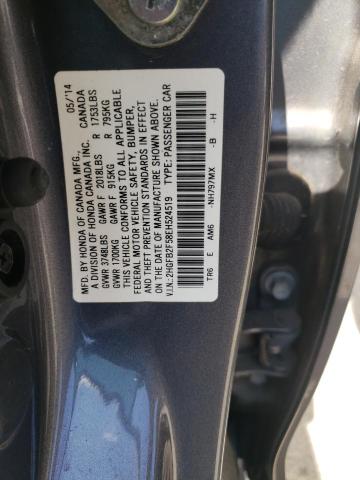 MFD. BY HONDA OF CANADA MFG., CANADA 05/'14
A DIVISION OF HONDA CANADA INC.
GVWR 3748LBS GAWR F 2018LBS R 1753LBS
GVWR 1700KG GAWR F 915KG R 795KG
THIS VEHICLE CONFORMS TO ALL APPLICABLE
FEDERAL MOTOR VEHICLE SAFETY, BUMPER,
AND THEFT PREVENTION STANDARDS IN EFFECT
ON THE DATE OF MANUFACTURE SHOWN ABOVE.
V.I.N.: 2HGFB2F58EH524519 TYPE: PASSENGER CAR
TR6 E AM6 -NH797MX -B -H